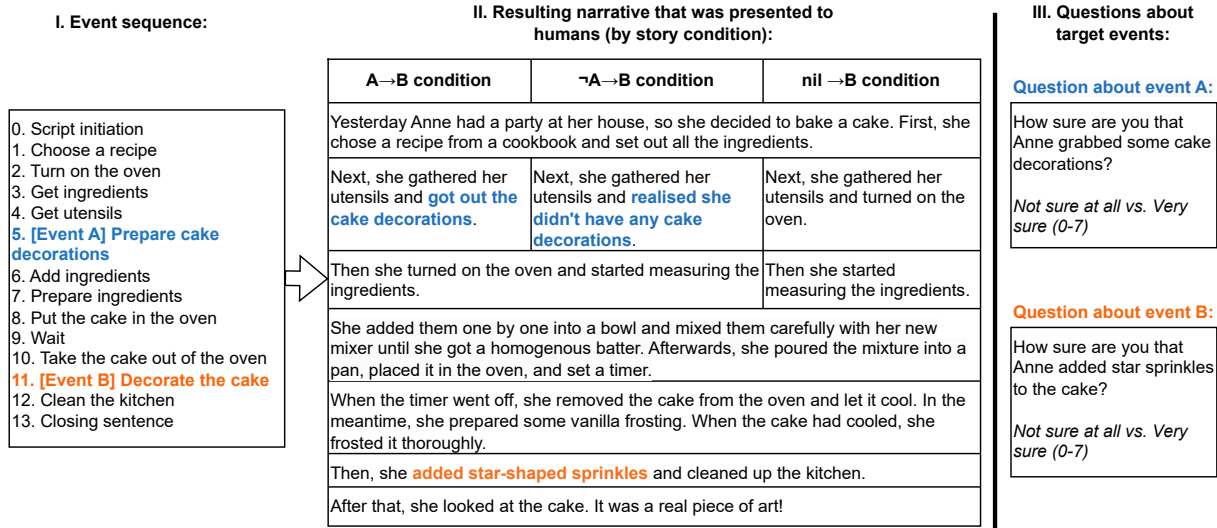 I. Event sequence:
0. Script initiation
1. Choose a recipe
2. Turn on the oven
3. Get ingredients
4. Get utensils
5. [Event A] Prepare cake
decorations
6. Add ingredients
7. Prepare ingredients
8. Put the cake in the oven
9. Wait
10. Take the cake out of the oven
11. [Event B] Decorate the cake
12. Clean the kitchen
13. Closing sentence
II. Resulting narrative that was presented to
humans (by story condition):
A→B condition
¬A→B condition
nil →B condition
Yesterday Anne had a party at her house, so she decided to bake a cake. First, she
chose a recipe from a cookbook and set out all the ingredients.
Next, she gathered her
utensils and got out the
cake decorations.
Next, she gathered her
utensils and realised she
didn't have any cake
decorations.
Next, she gathered her
utensils and turned on the
oven.
Then she turned on the oven and started measuring the
ingredients.
Then she started
measuring the ingredients.
She added them one by one into a bowl and mixed them carefully with her new
mixer until she got a homogenous batter. Afterwards, she poured the mixture into a
pan, placed it in the oven, and set a timer.
When the timer went off, she removed the cake from the oven and let it cool. In the
meantime, she prepared some vanilla frosting. When the cake had cooled, she
frosted it thoroughly.
Then, she added star-shaped sprinkles and cleaned up the kitchen.
After that, she looked at the cake. It was a real piece of art!
III. Questions about
target events:
Question about event A:
How sure are you that
Anne grabbed some cake
decorations?
Not sure at all vs. Very
sure (0-7)
Question about event B:
How sure are you that
Anne added star sprinkles
to the cake?
Not sure at all vs. Very
sure (0-7)